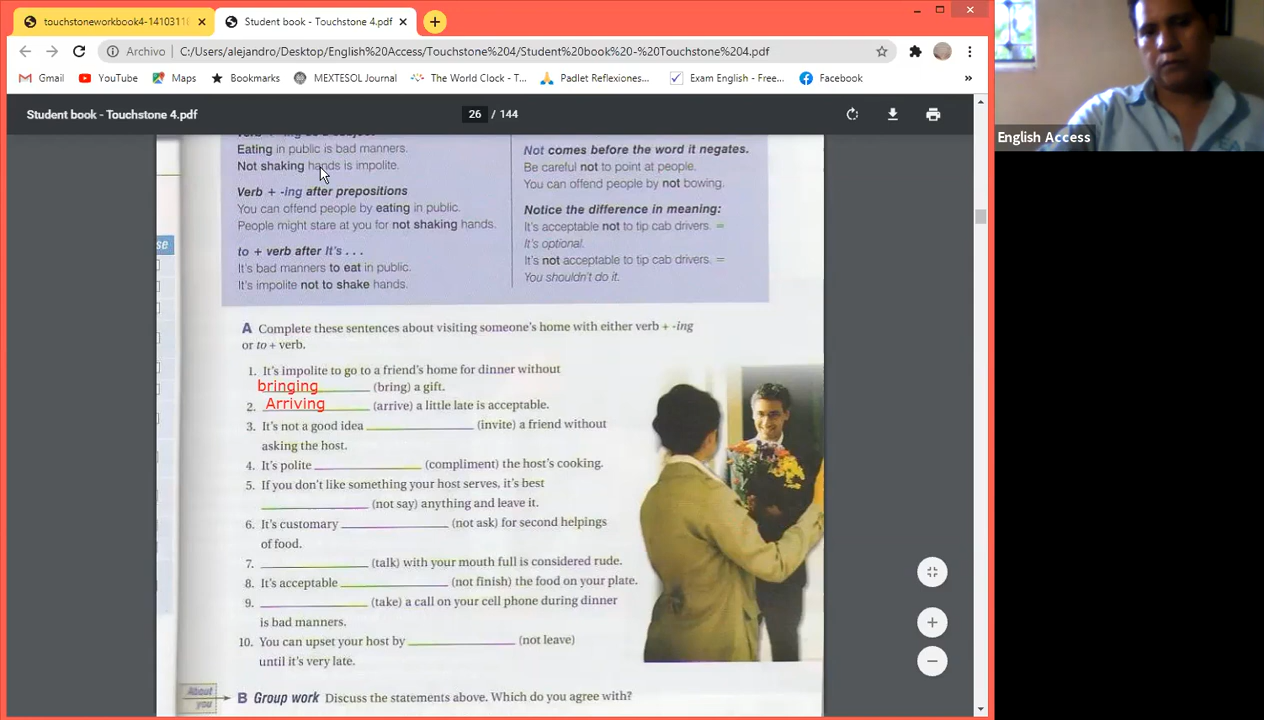 touchstoneworkbook4-14103110
Student book - Touchstone 4.pdf
Archivo
C:/Users/alejandro/Desktop/English%20Access/Touchstone%204/Student%20book%20-%20Touchstone%204.pdf
Gmail
YouTube
Maps
Bookmarks
MEXTESOL Journal
The World Clock - T...
Padlet Reflexiones...
Exam English - Free...
Facebook
»
Student book - Touchstone 4.pdf
26 / 144
English Access
Verb + -ing as a subject
Eating in public is bad manners.
Not shaking hands is impolite.
Verb + -ing after prepositions
You can offend people by eating in public.
People might stare at you for not shaking hands.
to + verb after It's . . .
It's bad manners to eat in public.
It's impolite not to shake hands.
Not comes before the word it negates.
Be careful not to point at people.
You can offend people by not bowing.
Notice the difference in meaning:
It's acceptable not to tip cab drivers. =
It's optional.
It's not acceptable to tip cab drivers. =
You shouldn't do it.
se
A Complete these sentences about visiting someone's home with either verb + -ing
or to + verb.
1. It's impolite to go to a friend's home for dinner without
bringing (bring) a gift.
2. Arriving (arrive) a little late is acceptable.
3. It's not a good idea ____________ (invite) a friend without
asking the host.
4. It's polite ____________ (compliment) the host's cooking.
5. If you don't like something your host serves, it's best
____________ (not say) anything and leave it.
6. It's customary ____________ (not ask) for second helpings
of food.
7. ____________ (talk) with your mouth full is considered rude.
8. It's acceptable ____________ (not finish) the food on your plate.
9. ____________ (take) a call on your cell phone during dinner
is bad manners.
10. You can upset your host by ____________ (not leave)
until it's very late.
About
you
B Group work Discuss the statements above. Which do you agree with?